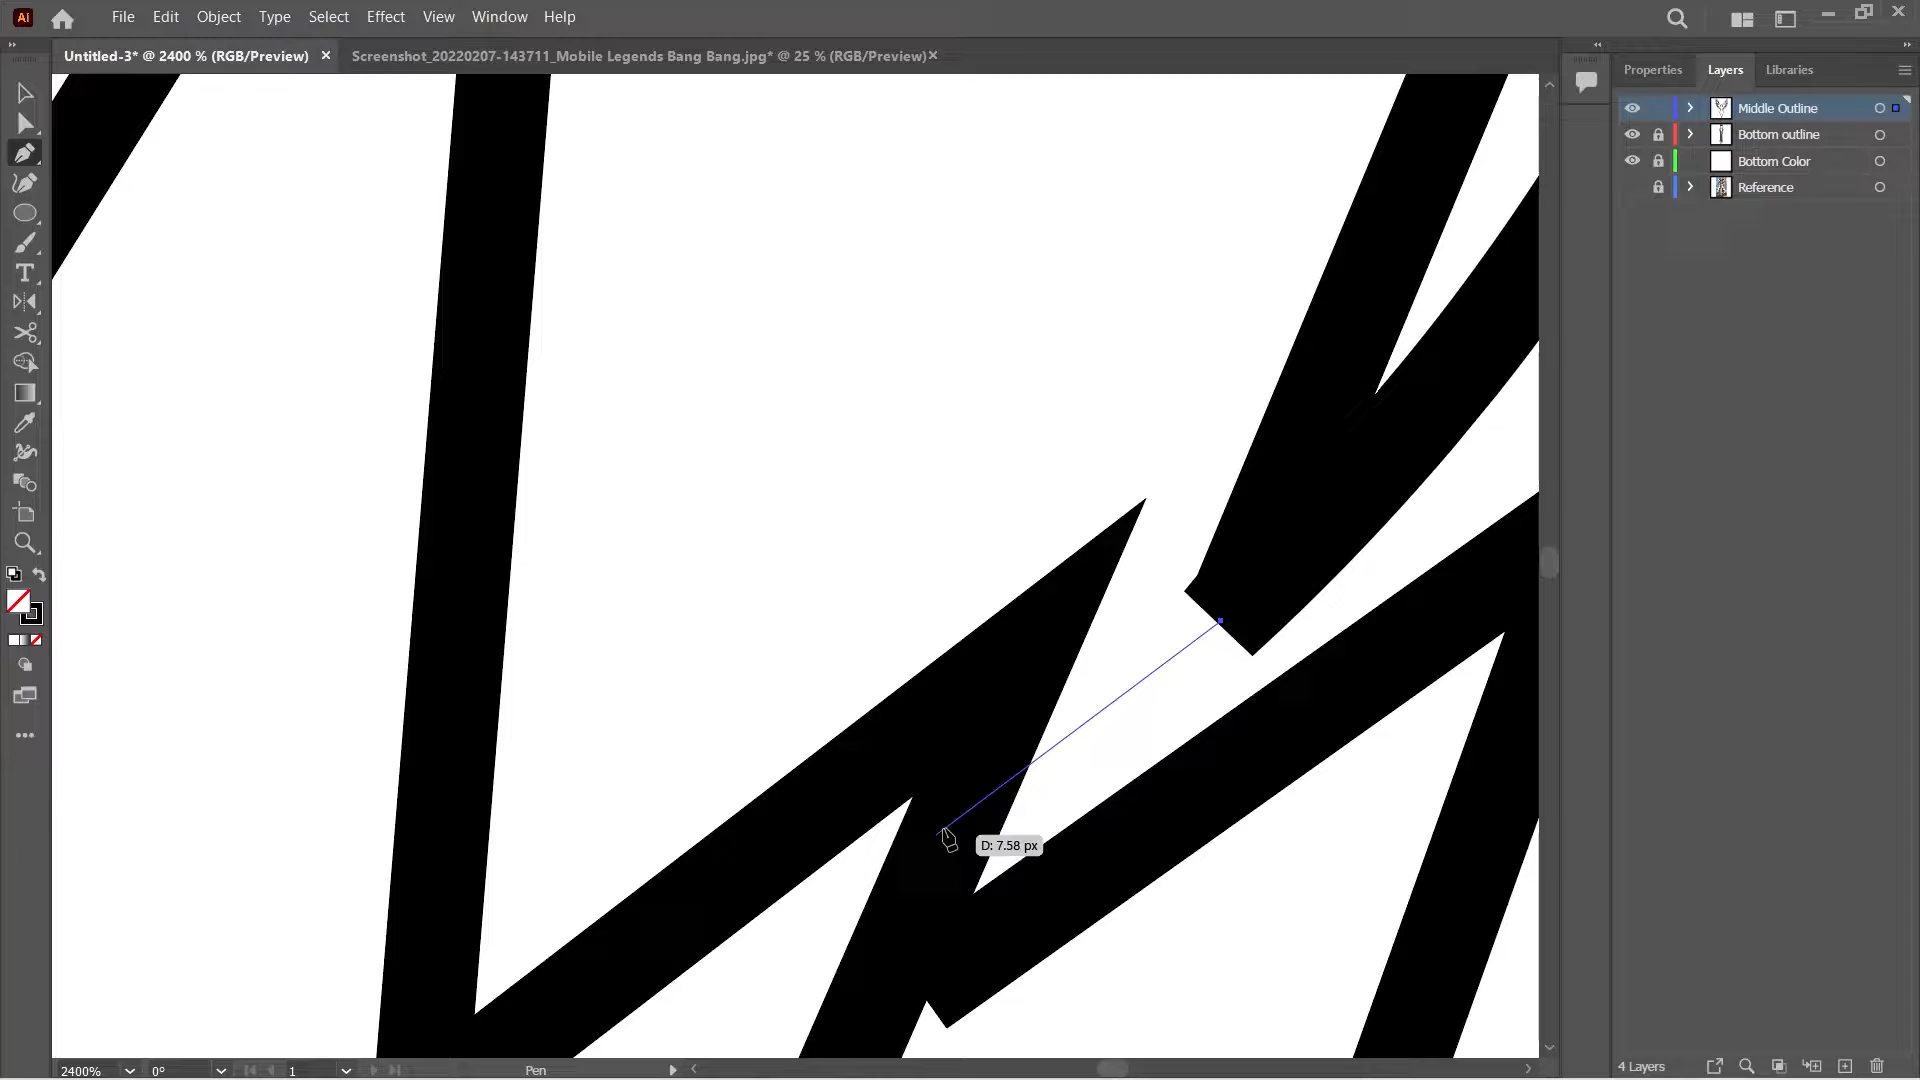 Ai File Edit Object Type Select Effect View Window Help
Untitled-3* @ 2400 % (RGB/Preview) Screenshot_20220207-143711_Mobile Legends Bang Bang.jpg* @ 25 % (RGB/Preview)
Properties Layers Libraries
Middle Outline
Bottom outline
Bottom Color
Reference
D: 7.58 px
2400% 0° 1 Pen 4 Layers